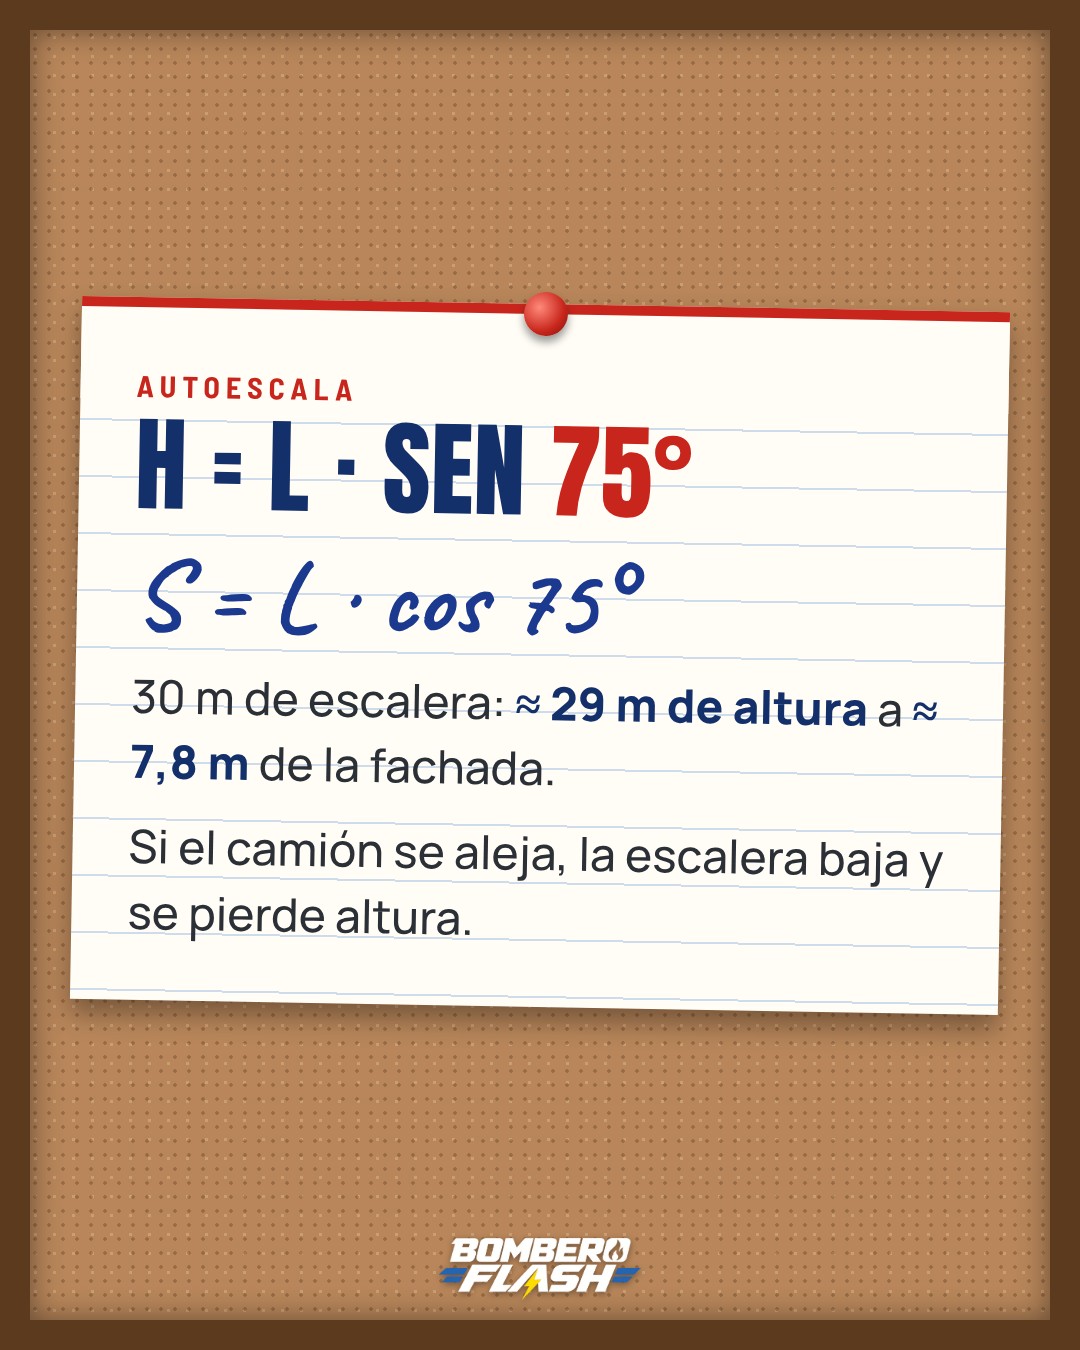 AUTOESCALA
H = L · SEN 75°
S = L · cos 75°
30 m de escalera: ≈ 29 m de altura a ≈
7,8 m de la fachada.
Si el camión se aleja, la escalera baja y
se pierde altura.
BOMBERO
FLASH